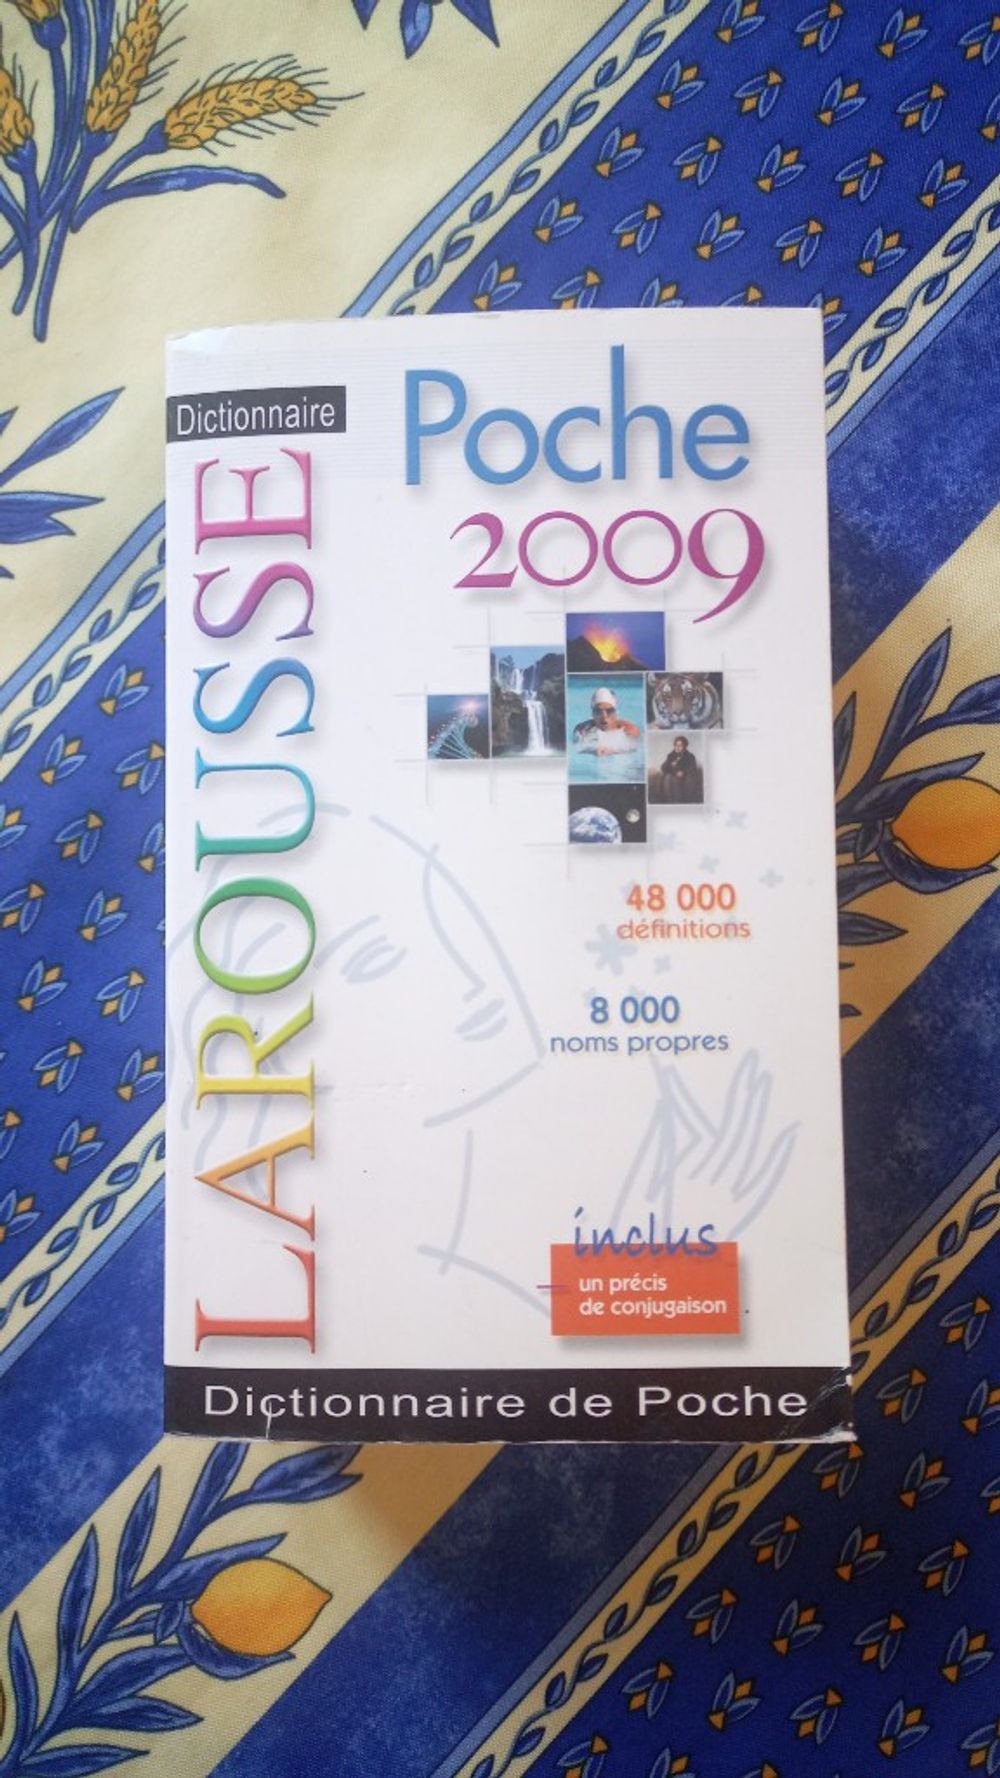 Dictionnaire
LAROUSSE
Poche
2009
48 000
définitions
8 000
noms propres
inclus
un précis
de conjugaison
Dictionnaire de Poche